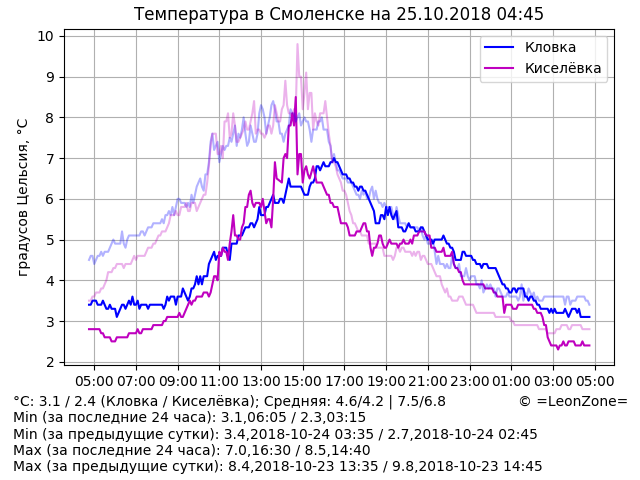 Температура в Смоленске на 25.10.2018 04:45
Кловка
Киселёвка
градусов Цельсия, °C
10
9
8
7
6
5
4
3
2
05:00 07:00 09:00 11:00 13:00 15:00 17:00 19:00 21:00 23:00 01:00 03:00 05:00
°C: 3.1 / 2.4 (Кловка / Киселёвка); Средняя: 4.6/4.2 | 7.5/6.8 © =LeonZone=
Min (за последние 24 часа): 3.1,06:05 / 2.3,03:15
Min (за предыдущие сутки): 3.4,2018-10-24 03:35 / 2.7,2018-10-24 02:45
Max (за последние 24 часа): 7.0,16:30 / 8.5,14:40
Max (за предыдущие сутки): 8.4,2018-10-23 13:35 / 9.8,2018-10-23 14:45